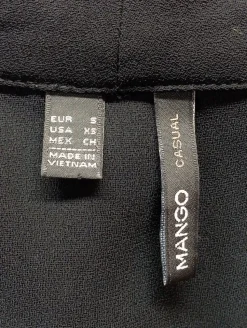 EUR S
USA XS
MEX CH
MADE IN
VIETNAM
MANGO CASUAL